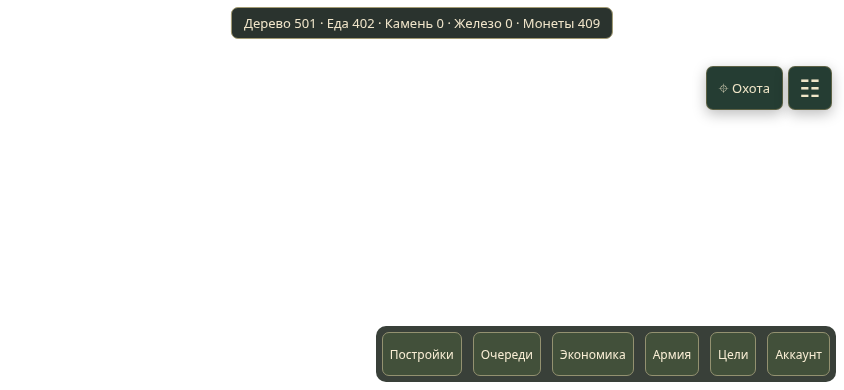 Дерево 501 · Еда 402 · Камень 0 · Железо 0 · Монеты 409
Охота
Постройки Очереди Экономика Армия Цели Аккаунт